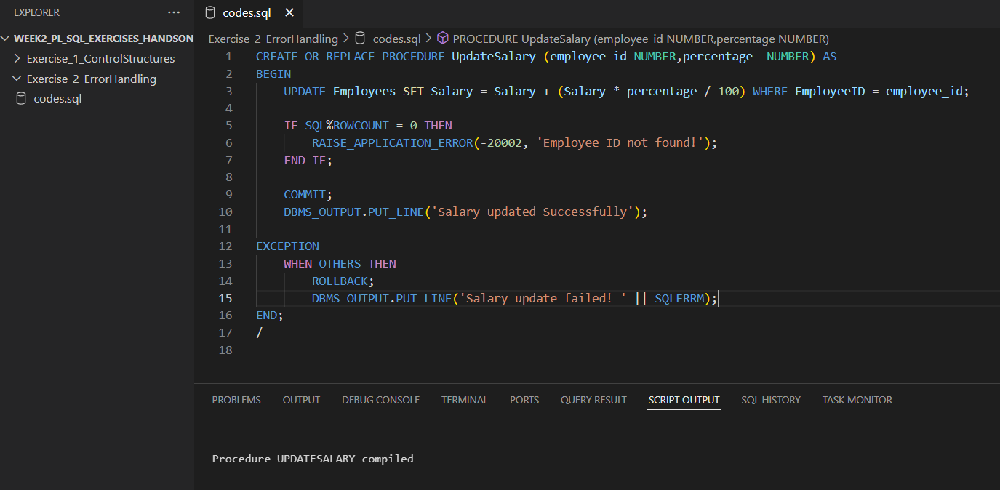 EXPLORER
WEEK2_PL_SQL_EXERCISES_HANDSON
Exercise_1_ControlStructures
Exercise_2_ErrorHandling
codes.sql
codes.sql
Exercise_2_ErrorHandling > codes.sql > PROCEDURE UpdateSalary (employee_id NUMBER,percentage NUMBER)
1 CREATE OR REPLACE PROCEDURE UpdateSalary (employee_id NUMBER,percentage  NUMBER) AS
2 BEGIN
3     UPDATE Employees SET Salary = Salary + (Salary * percentage / 100) WHERE EmployeeID = employee_id;
4
5     IF SQL%ROWCOUNT = 0 THEN
6         RAISE_APPLICATION_ERROR(-20002, 'Employee ID not found!');
7     END IF;
8
9     COMMIT;
10     DBMS_OUTPUT.PUT_LINE('Salary updated Successfully');
11
12 EXCEPTION
13     WHEN OTHERS THEN
14         ROLLBACK;
15         DBMS_OUTPUT.PUT_LINE('Salary update failed! ' || SQLERRM);
16 END;
17 /
18
PROBLEMS OUTPUT DEBUG CONSOLE TERMINAL PORTS QUERY RESULT SCRIPT OUTPUT SQL HISTORY TASK MONITOR
Procedure UPDATESALARY compiled